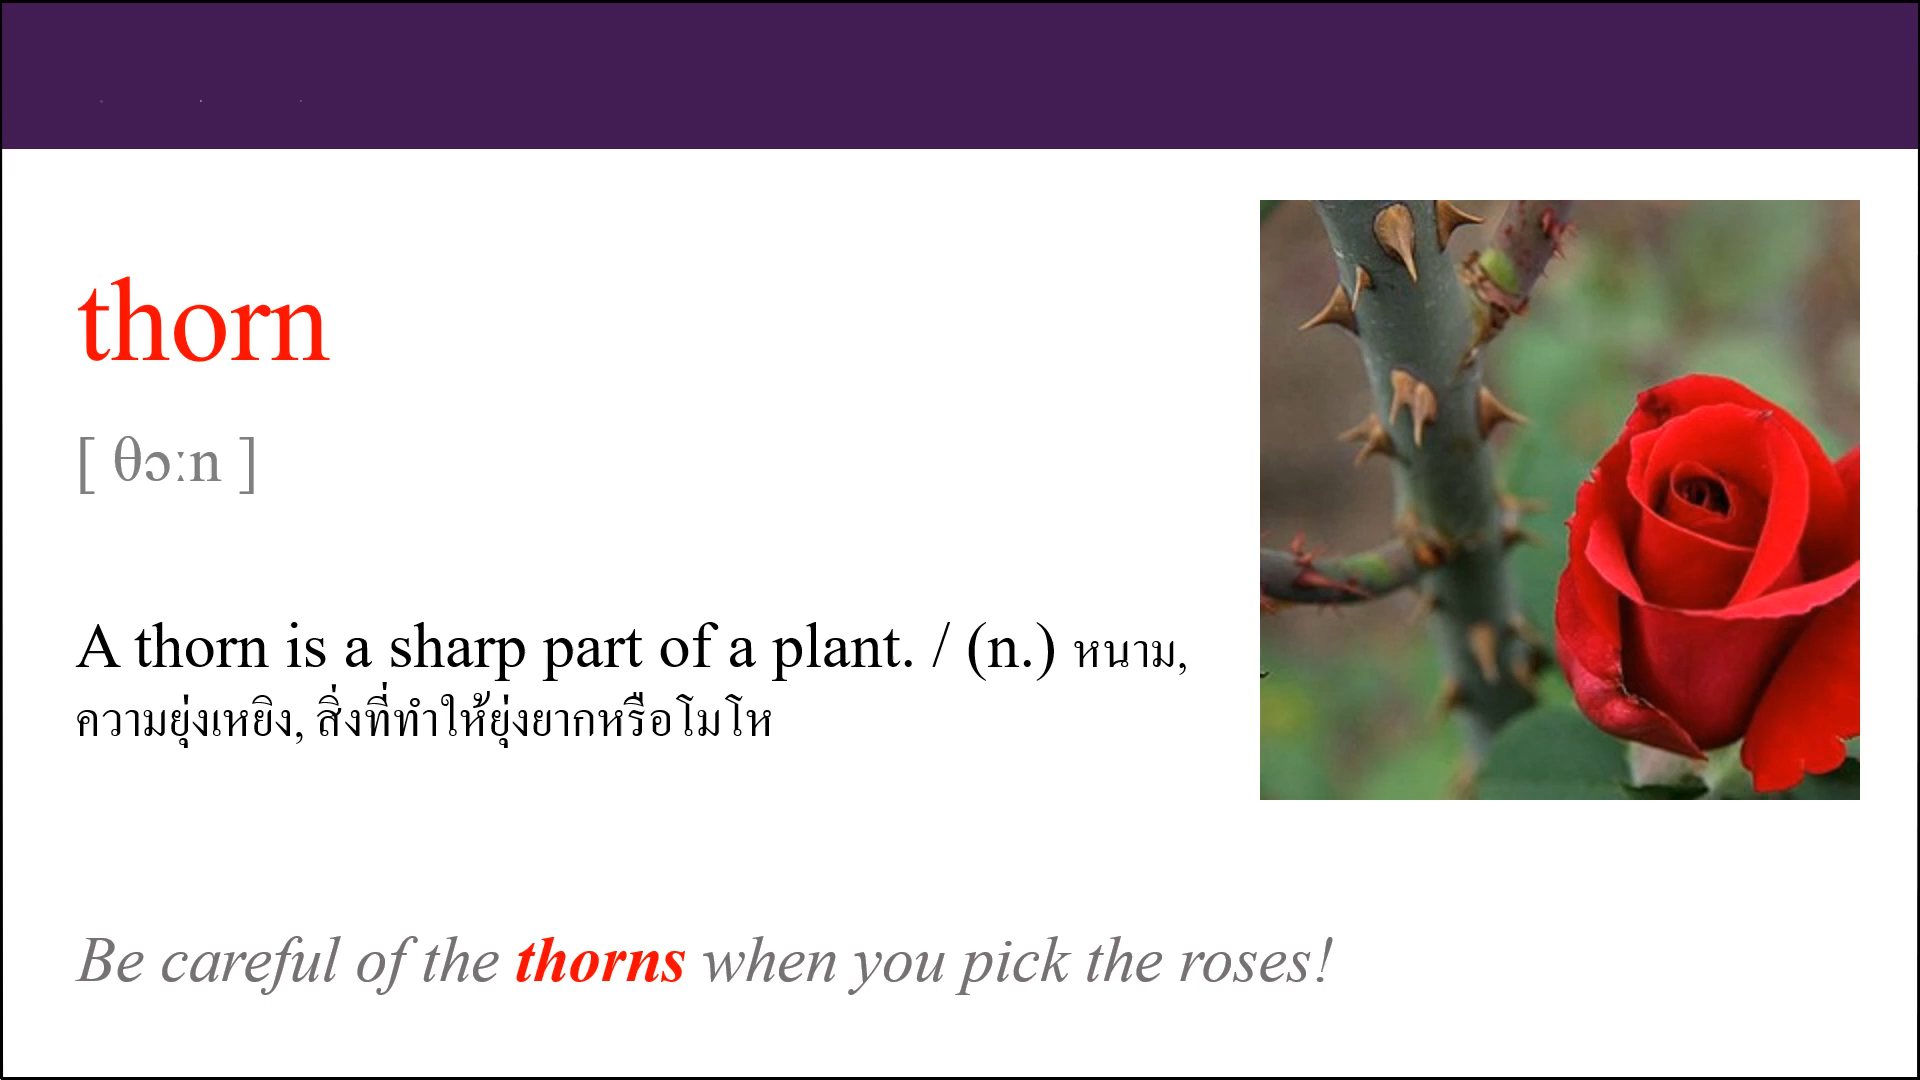 thorn
[ θɔːn ]
A thorn is a sharp part of a plant. / (n.) หนาม,
ความยุ่งเหยิง, สิ่งที่ทำให้ยุ่งยากหรือโมโห
Be careful of the thorns when you pick the roses!